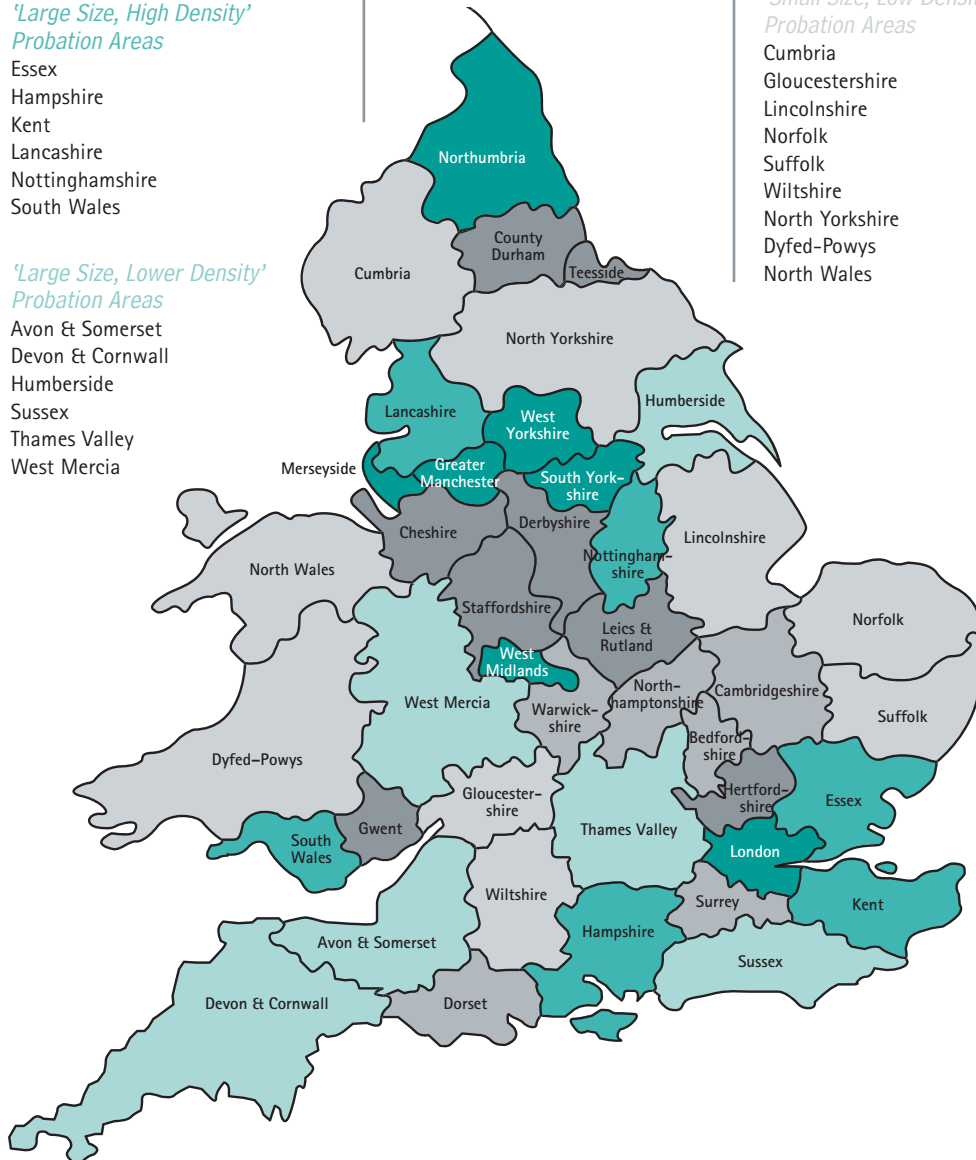 'Large Size, High Density'
Probation Areas
Essex
Hampshire
Kent
Lancashire
Nottinghamshire
South Wales
'Large Size, Lower Density'
Probation Areas
Avon & Somerset
Devon & Cornwall
Humberside
Sussex
Thames Valley
West Mercia
'Small Size, Low Density'
Probation Areas
Cumbria
Gloucestershire
Lincolnshire
Norfolk
Suffolk
Wiltshire
North Yorkshire
Dyfed-Powys
North Wales
Northumbria
County
Durham
Teesside
Cumbria
North Yorkshire
Lancashire
West
Yorkshire
Humberside
Merseyside
Greater
Manchester
South York-
shire
Cheshire
Derbyshire
Nottingham-
shire
Lincolnshire
North Wales
Staffordshire
Leics &
Rutland
Norfolk
West
Midlands
West Mercia
Warwick-
shire
North-
hamptonshire
Cambridgeshire
Suffolk
Bedford-
shire
Dyfed-Powys
Gloucester-
shire
Hertford-
shire
Essex
Gwent
South
Wales
Thames Valley
London
Wiltshire
Surrey
Kent
Hampshire
Avon & Somerset
Sussex
Devon & Cornwall
Dorset